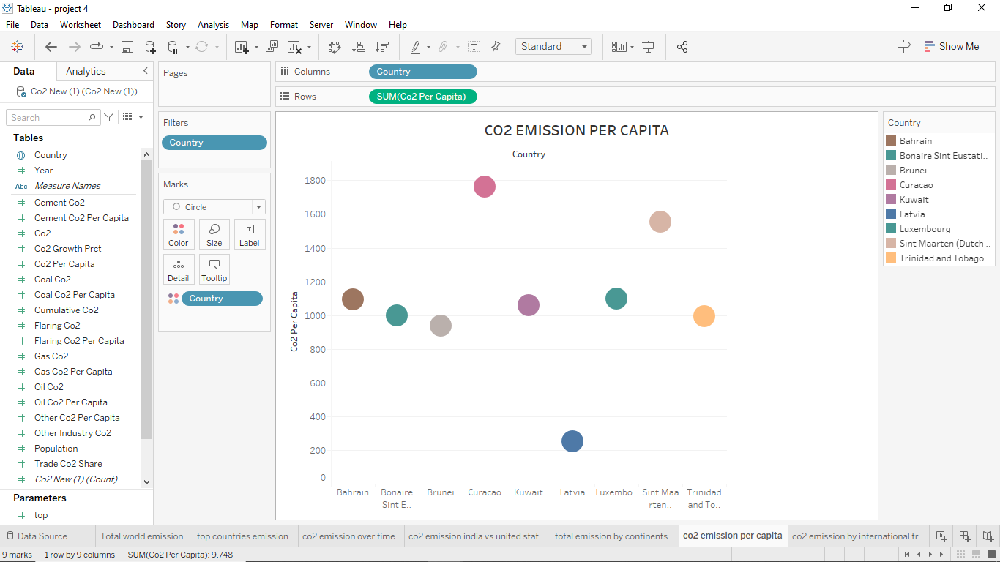 Tableau - project 4
File Data Worksheet Dashboard Story Analysis Map Format Server Window Help
Standard
Show Me
Data Analytics
Co2 New (1) (Co2 New (1))
Search
Tables
Country
Year
Abc Measure Names
Cement Co2
Cement Co2 Per Capita
Co2
Co2 Growth Prct
Co2 Per Capita
Coal Co2
Coal Co2 Per Capita
Cumulative Co2
Flaring Co2
Flaring Co2 Per Capita
Gas Co2
Gas Co2 Per Capita
Oil Co2
Oil Co2 Per Capita
Other Co2 Per Capita
Other Industry Co2
Population
Trade Co2 Share
Co2 New (1) (Count)
Parameters
top
Pages
Filters
Country
Marks
Circle
Color Size Label
Detail Tooltip
Country
Columns Country
Rows SUM(Co2 Per Capita)
CO2 EMISSION PER CAPITA
Country
Co2 Per Capita
1800
1600
1400
1200
1000
800
600
400
200
0
Bahrain Bonaire Sint E.. Brunei Curacao Kuwait Latvia Luxembo.. Sint Maa rten.. Trinidad and To..
Country
Bahrain
Bonaire Sint Eustati..
Brunei
Curacao
Kuwait
Latvia
Luxembourg
Sint Maarten (Dutch ..
Trinidad and Tobago
Data Source Total world emission top countries emission co2 emission over time co2 emission india vs united stat... total emission by continents co2 emission per capita co2 emission by international tr...
9 marks 1 row by 9 columns SUM(Co2 Per Capita): 9,748